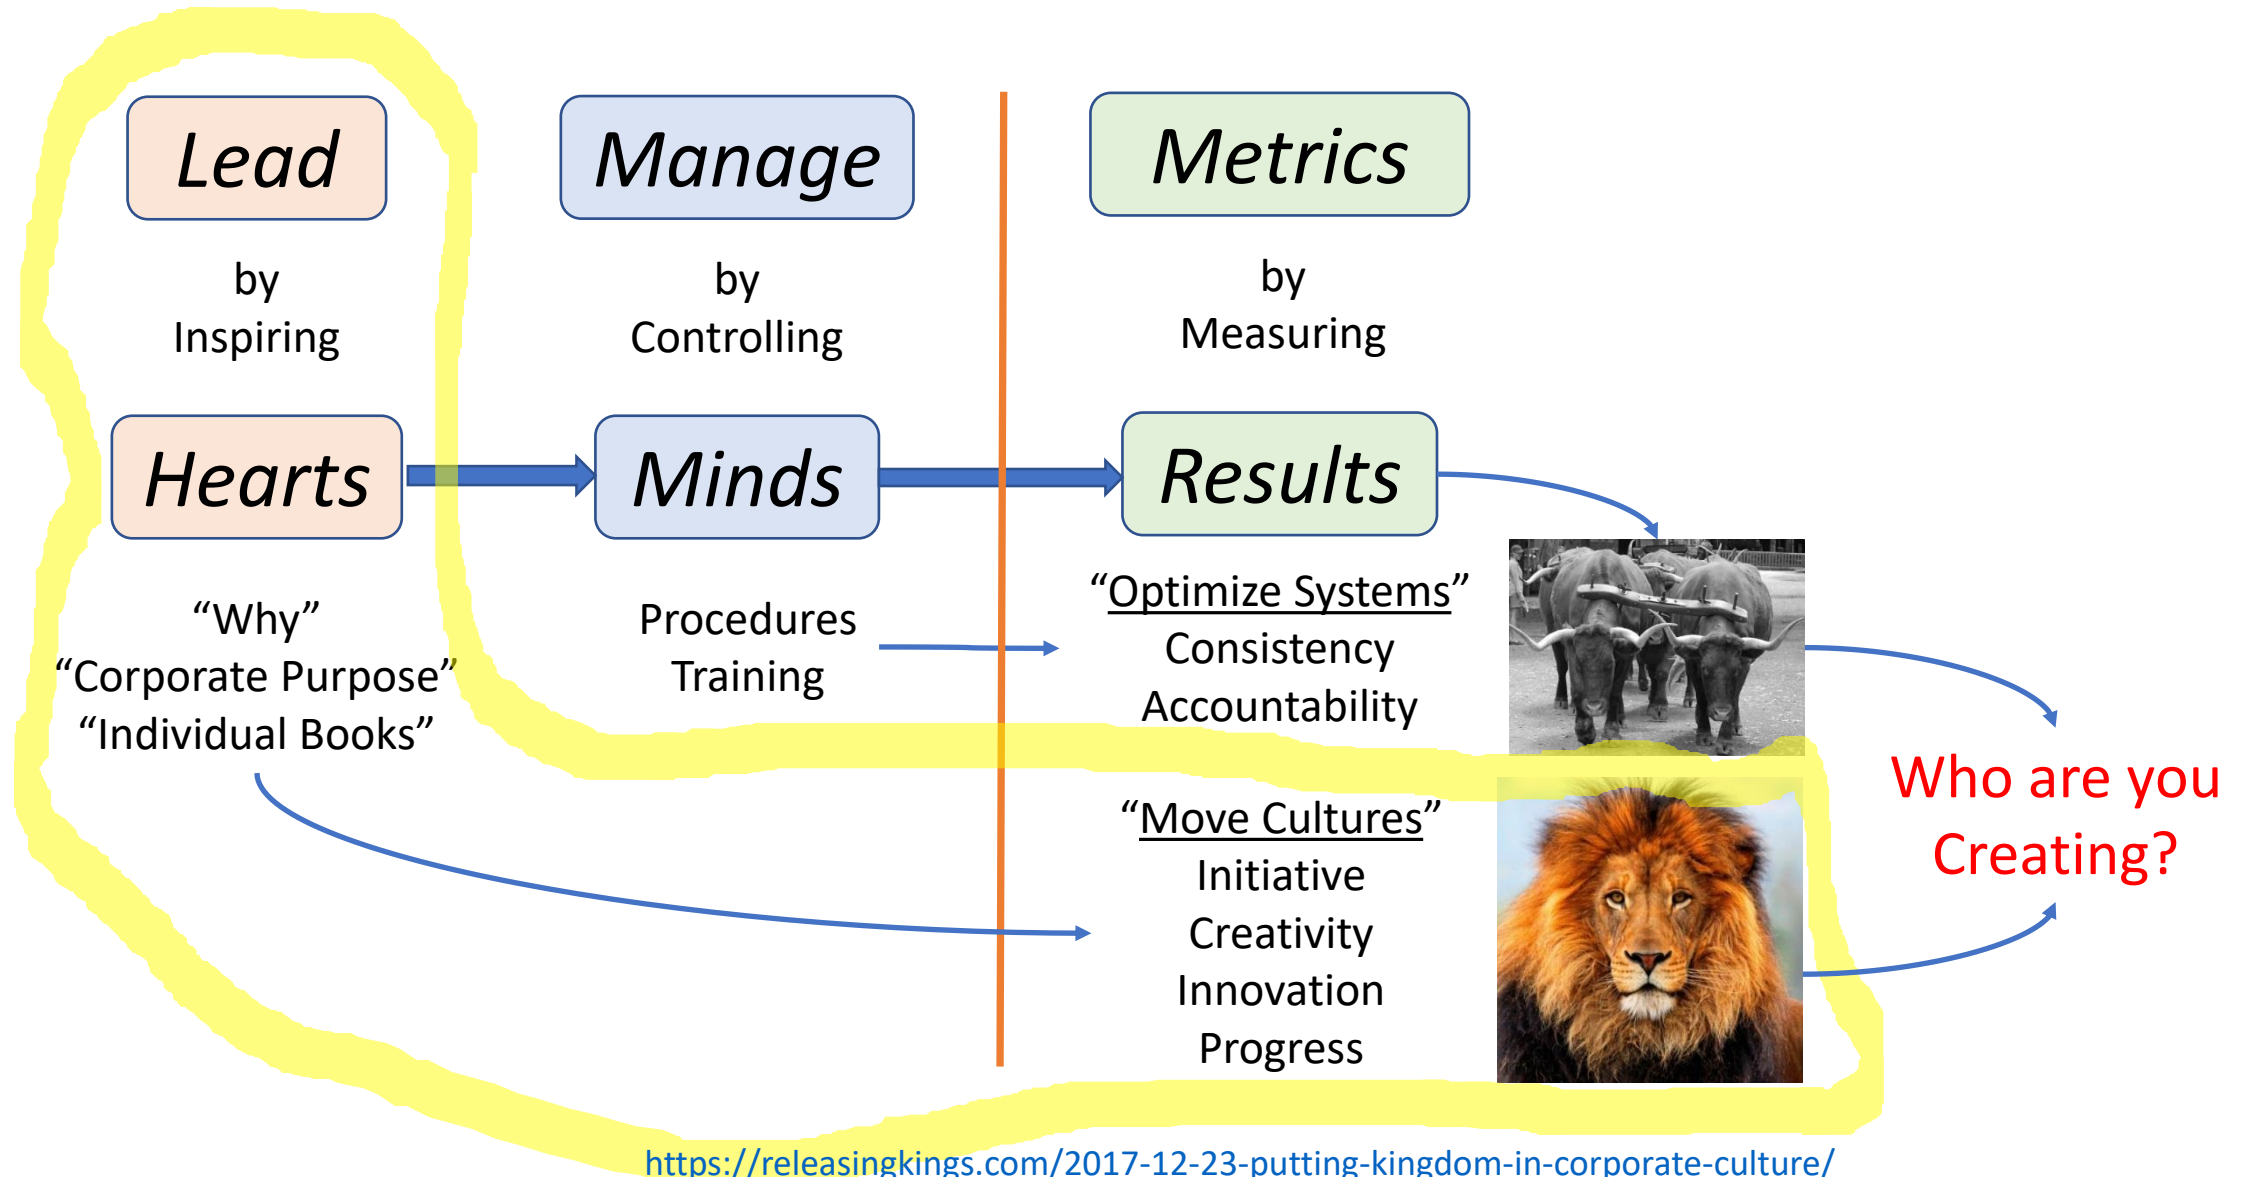 Lead
Manage
Metrics
by
Inspiring
by
Controlling
by
Measuring
Hearts
Minds
Results
“Why”
“Corporate Purpose”
“Individual Books”
Procedures
Training
“Optimize Systems”
Consistency
Accountability
“Move Cultures”
Initiative
Creativity
Innovation
Progress
Who are you
Creating?
https://releasingkings.com/2017-12-23-putting-kingdom-in-corporate-culture/